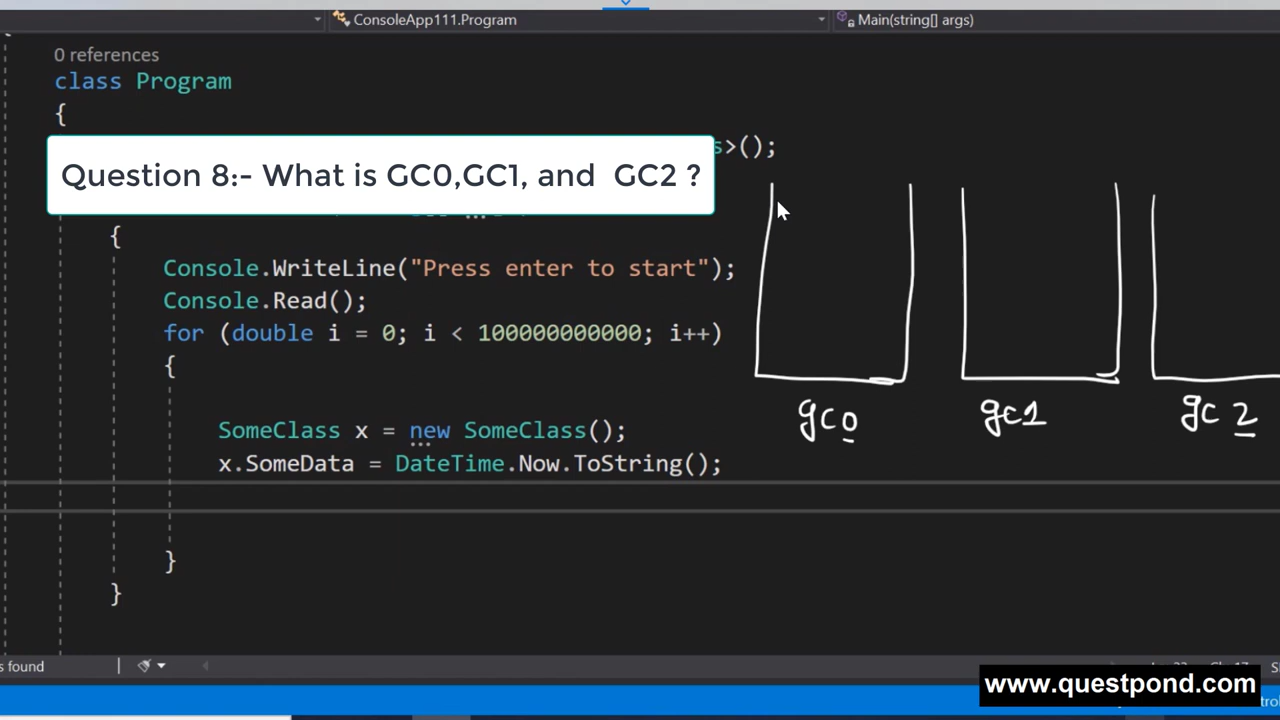 ConsoleApp111.Program Main(string[] args)
{
0 references
class Program
{
s>();
Question 8:- What is GC0,GC1, and  GC2 ?
{
Console.WriteLine("Press enter to start");
Console.Read();
for (double i = 0; i < 100000000000; i++)
{
gc0 gc1 gc 2
SomeClass x = new SomeClass();
x.SomeData = DateTime.Now.ToString();
}
}
s found
www.questpond.com